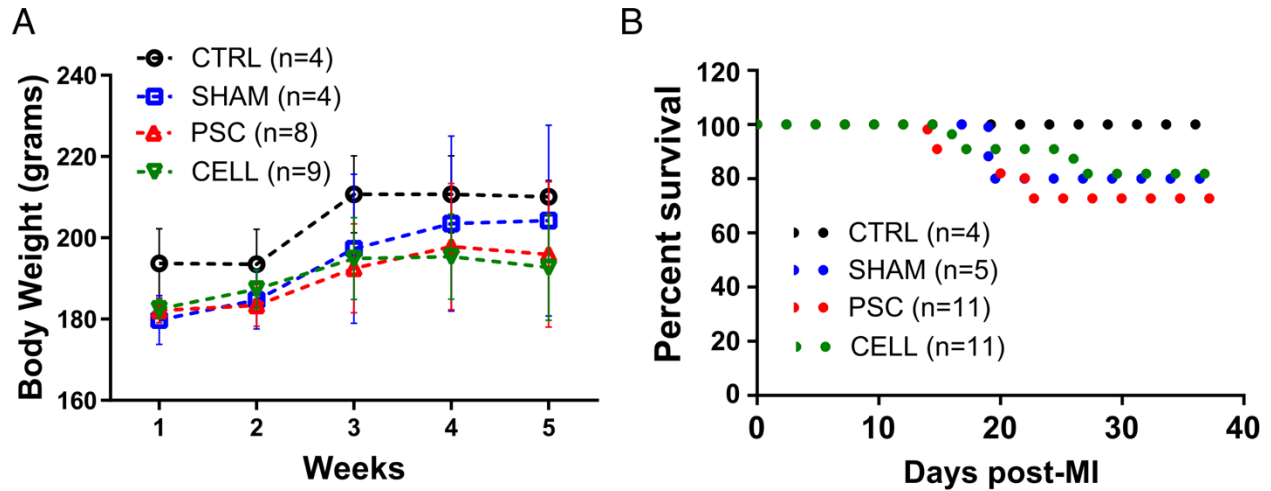 A
CTRL (n=4)
SHAM (n=4)
PSC (n=8)
CELL (n=9)
Body Weight (grams)
240
220
200
180
160
1 2 3 4 5
Weeks
B
Percent survival
120
100
80
60
40
20
0
CTRL (n=4)
SHAM (n=5)
PSC (n=11)
CELL (n=11)
0 10 20 30 40
Days post-MI